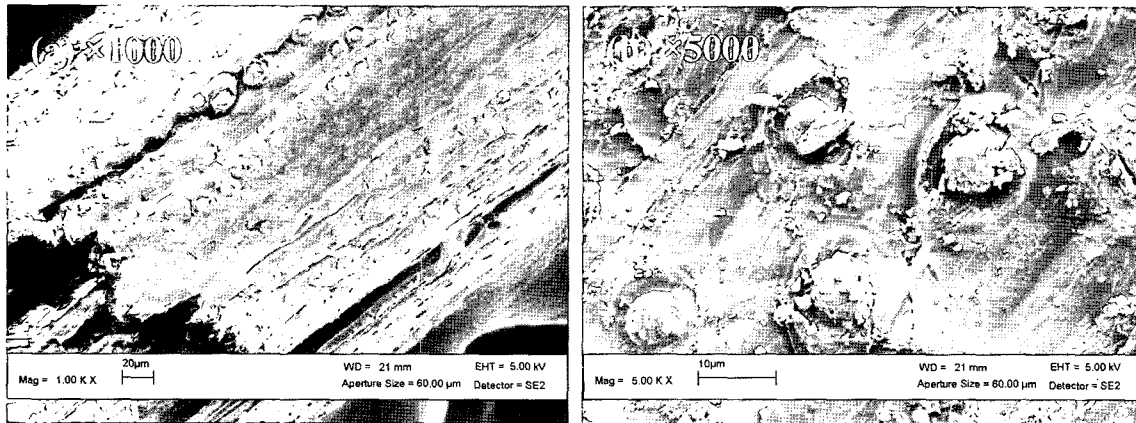 (a) ×1000
20µm
Mag = 1.00 K X
WD = 21 mm
Aperture Size = 60.00 µm
EHT = 5.00 kV
Detector = SE2
×5000
10µm
Mag = 5.00 K X
WD = 21 mm
Aperture Size = 60.00 µm
EHT = 5.00 kV
Detector = SE2